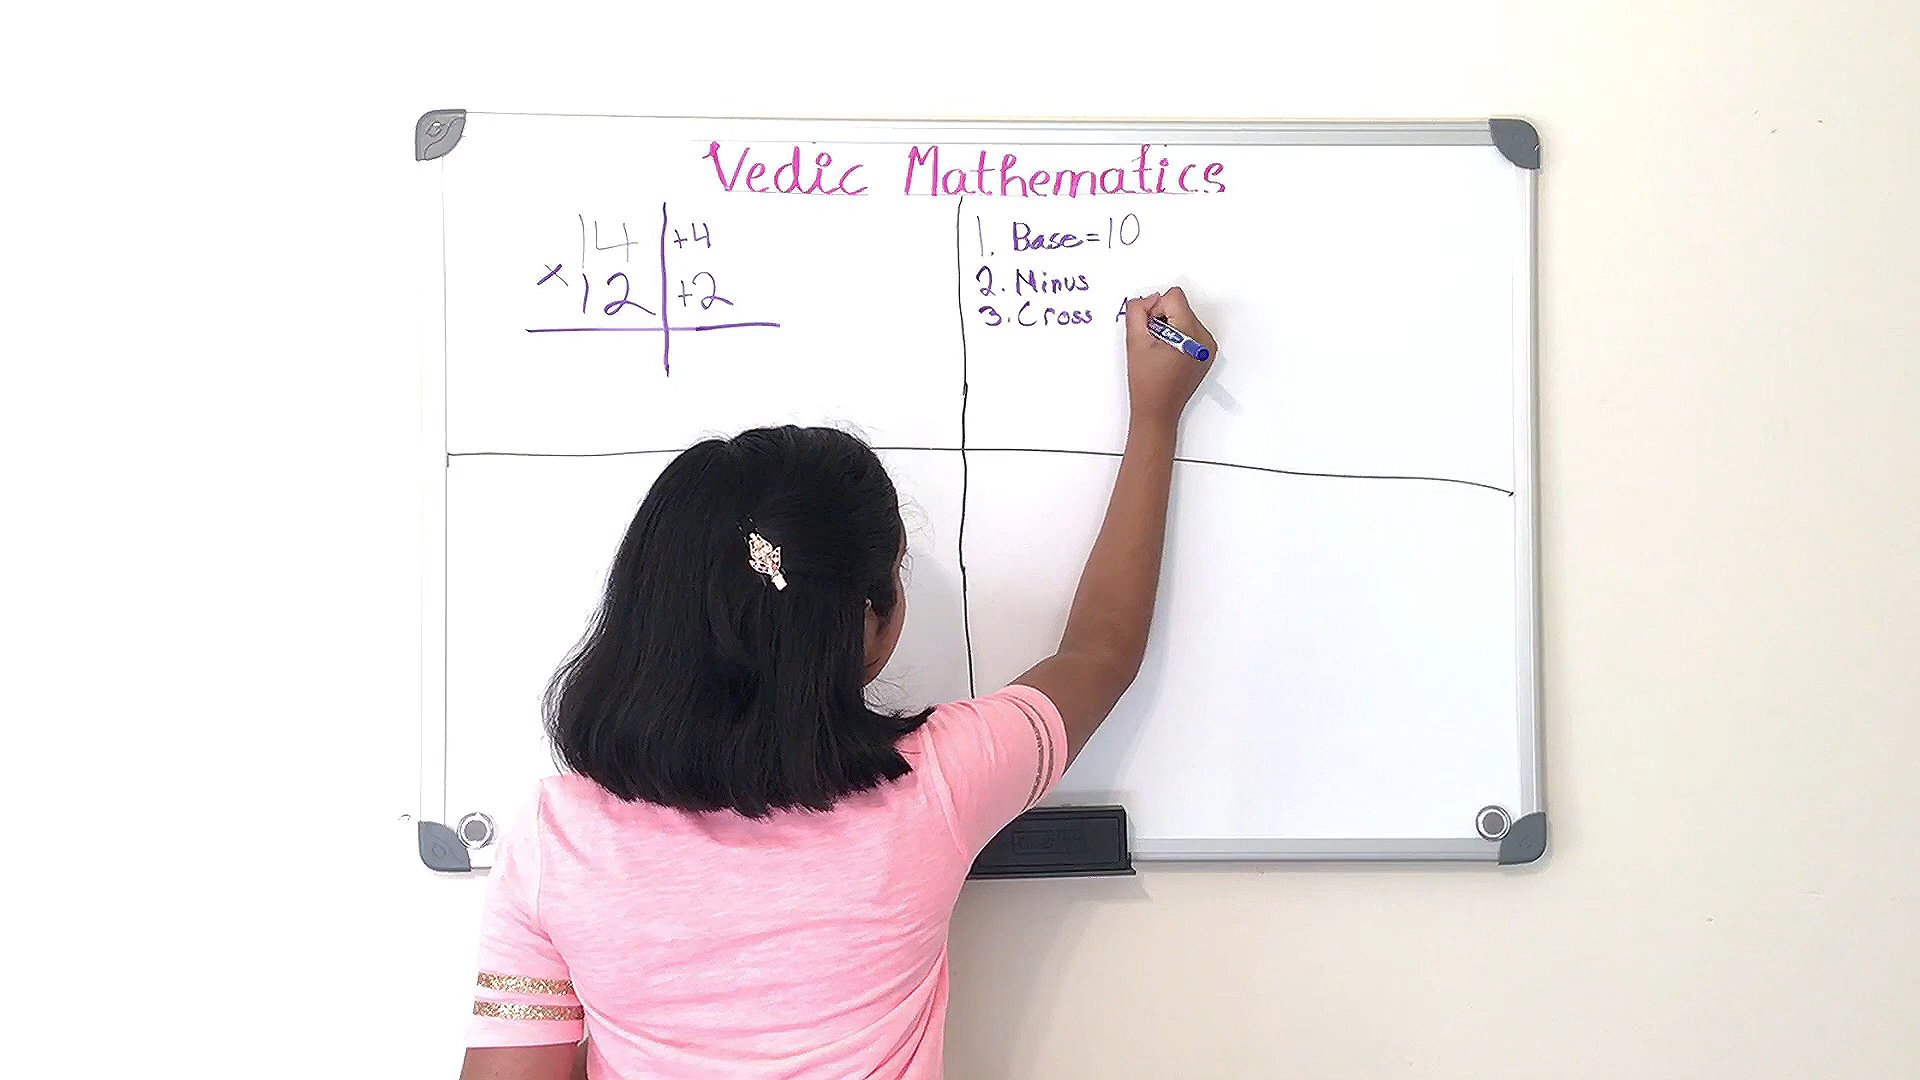 Vedic Mathematics
14 +4
× 12 +2
1. Base=10
2. Minus
3. Cross